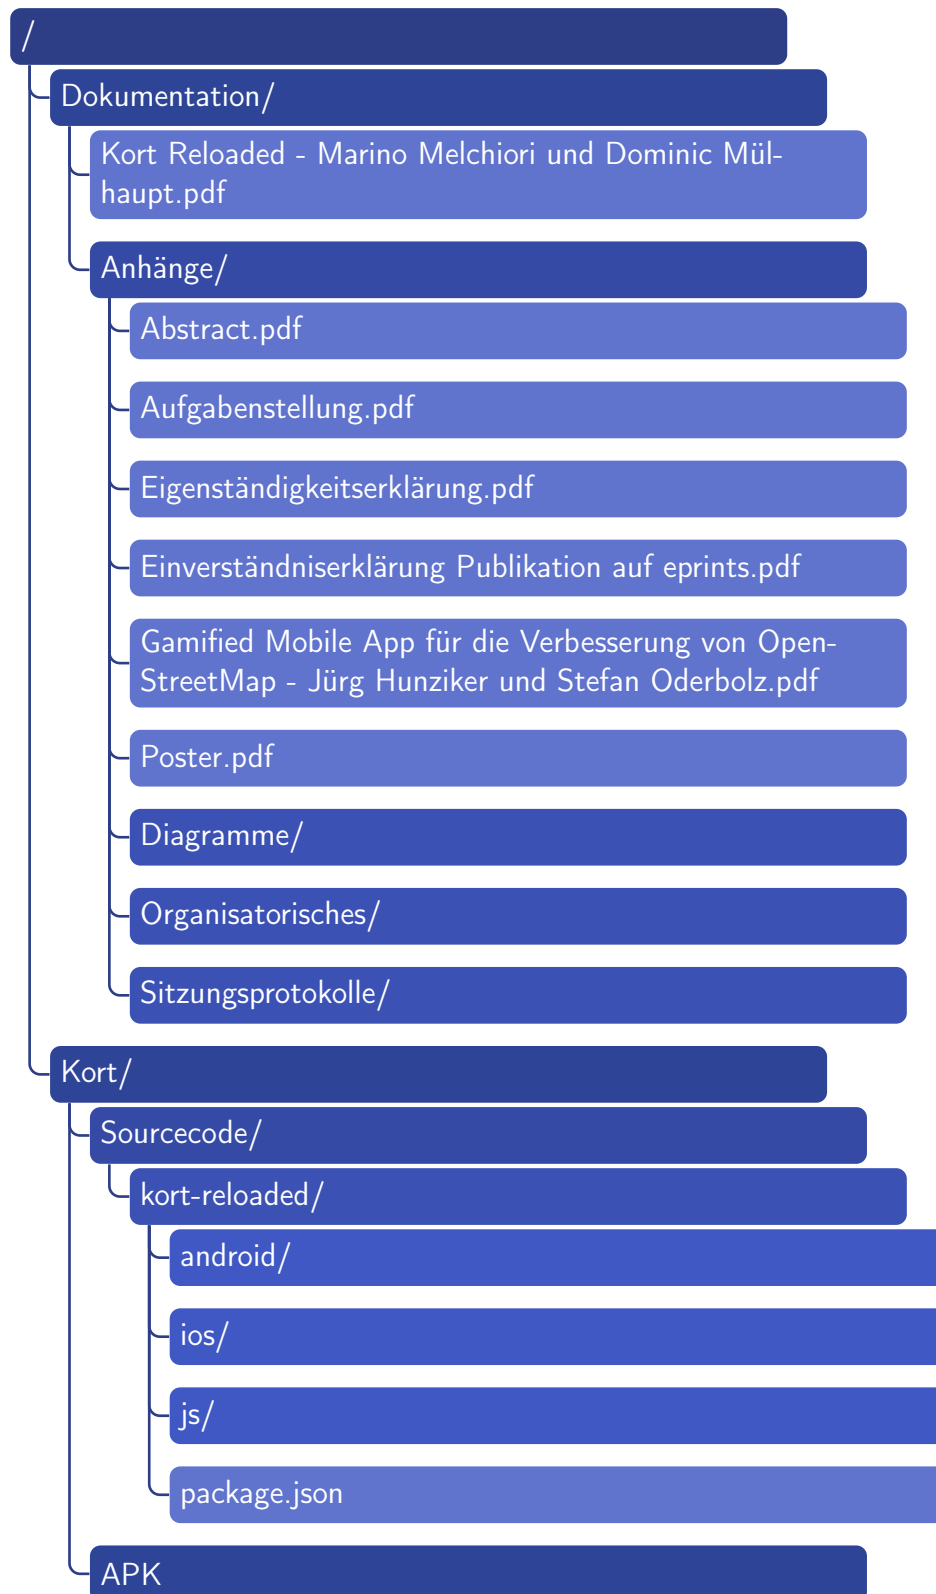 /
Dokumentation/
Kort Reloaded - Marino Melchiori und Dominic Mül-
haupt.pdf
Anhänge/
Abstract.pdf
Aufgabenstellung.pdf
Eigenständigkeitserklärung.pdf
Einverständniserklärung Publikation auf eprints.pdf
Gamified Mobile App für die Verbesserung von Open-
StreetMap - Jürg Hunziker und Stefan Oderbolz.pdf
Poster.pdf
Diagramme/
Organisatorisches/
Sitzungsprotokolle/
Kort/
Sourcecode/
kort-reloaded/
android/
ios/
js/
package.json
APK